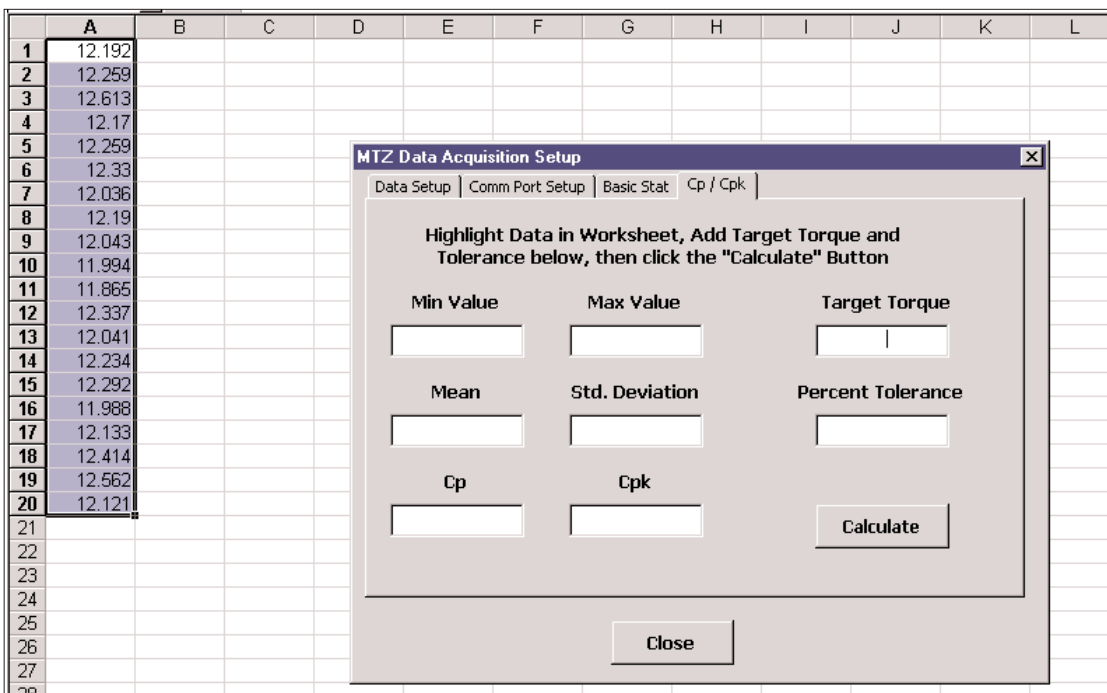 A B C D E F G H I J K L
1 12.192
2 12.259
3 12.613
4 12.17
5 12.259
6 12.33
7 12.036
8 12.19
9 12.043
10 11.994
11 11.865
12 12.337
13 12.041
14 12.234
15 12.292
16 11.988
17 12.133
18 12.414
19 12.562
20 12.121
21
22
23
24
25
26
27
MTZ Data Acquisition Setup
Data Setup Comm Port Setup Basic Stat Cp / Cpk
Highlight Data in Worksheet, Add Target Torque and
Tolerance below, then click the "Calculate" Button
Min Value Max Value Target Torque
Mean Std. Deviation Percent Tolerance
Cp Cpk
Calculate
Close